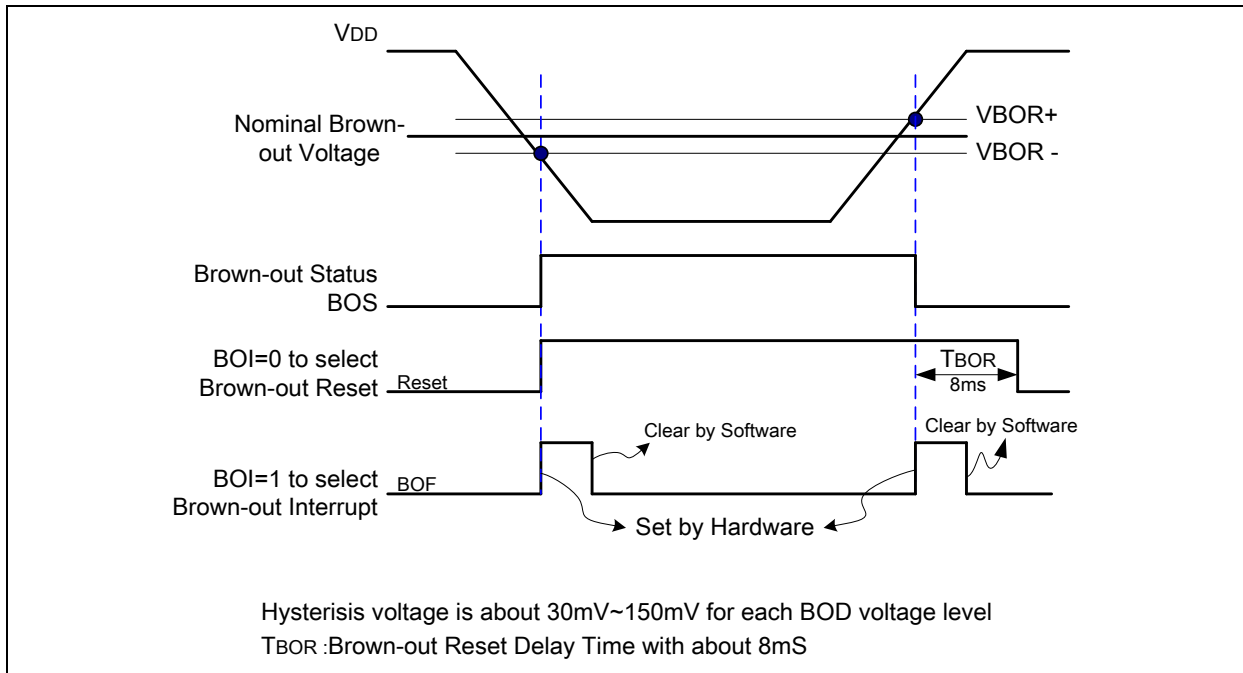 VDD
Nominal Brown-
out Voltage
VBOR+
VBOR -
Brown-out Status
BOS
BOI=0 to select
Brown-out Reset
Reset
TBOR
8ms
Clear by Software
Clear by Software
BOI=1 to select
Brown-out Interrupt
BOF
Set by Hardware
Hysterisis voltage is about 30mV~150mV for each BOD voltage level
TBOR :Brown-out Reset Delay Time with about 8mS